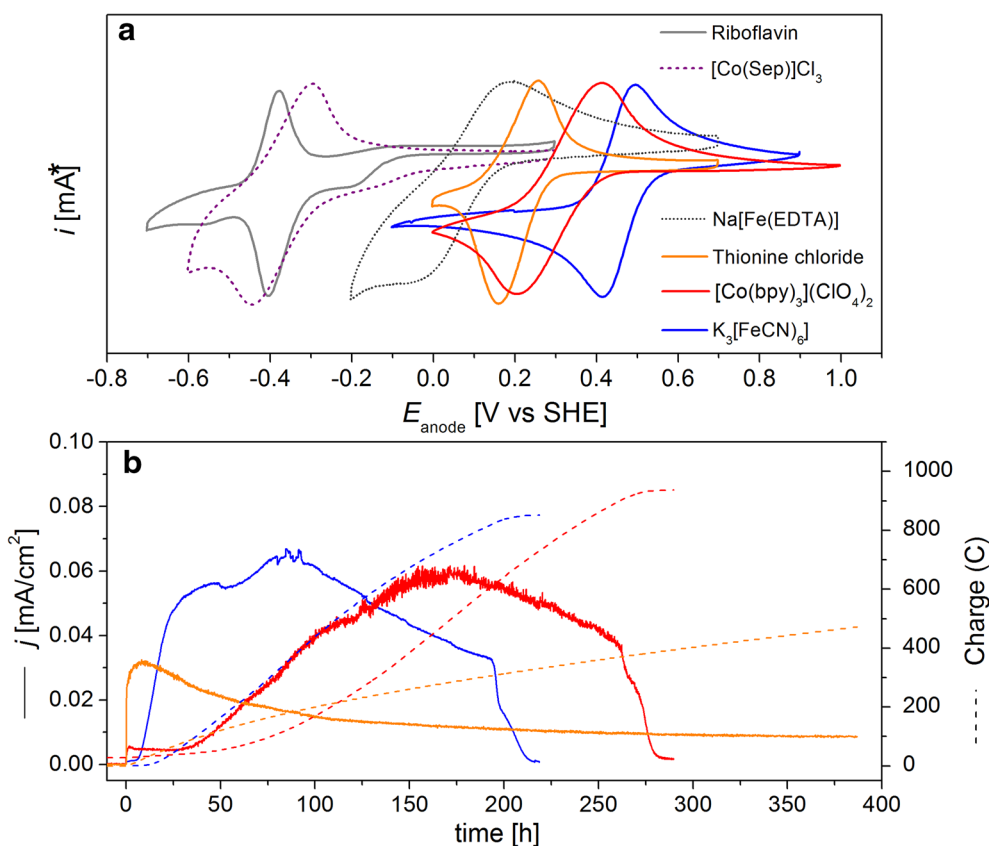 a
Riboflavin
[Co(Sep)]Cl3
Na[Fe(EDTA)]
Thionine chloride
[Co(bpy)3](ClO4)2
K3[FeCN)6]
i [mA]*
-0.8 -0.6 -0.4 -0.2 0.0 0.2 0.4 0.6 0.8 1.0
Eanode [V vs SHE]
b
0.10
0.08
0.06
0.04
0.02
0.00
j [mA/cm2]
1000
800
600
400
200
0
Charge (C)
0 50 100 150 200 250 300 350 400
time [h]